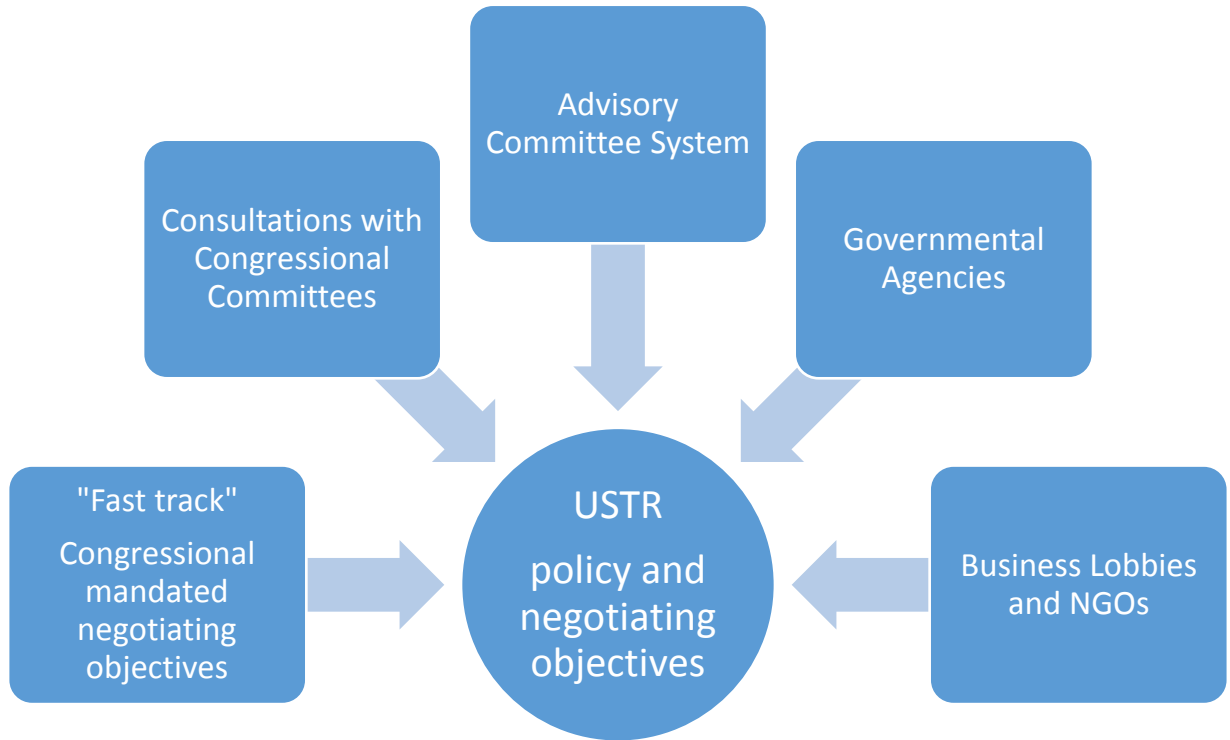 Advisory
Committee System
Consultations with
Congressional
Committees
Governmental
Agencies
"Fast track"
Congressional
mandated
negotiating
objectives
USTR
policy and
negotiating
objectives
Business Lobbies
and NGOs